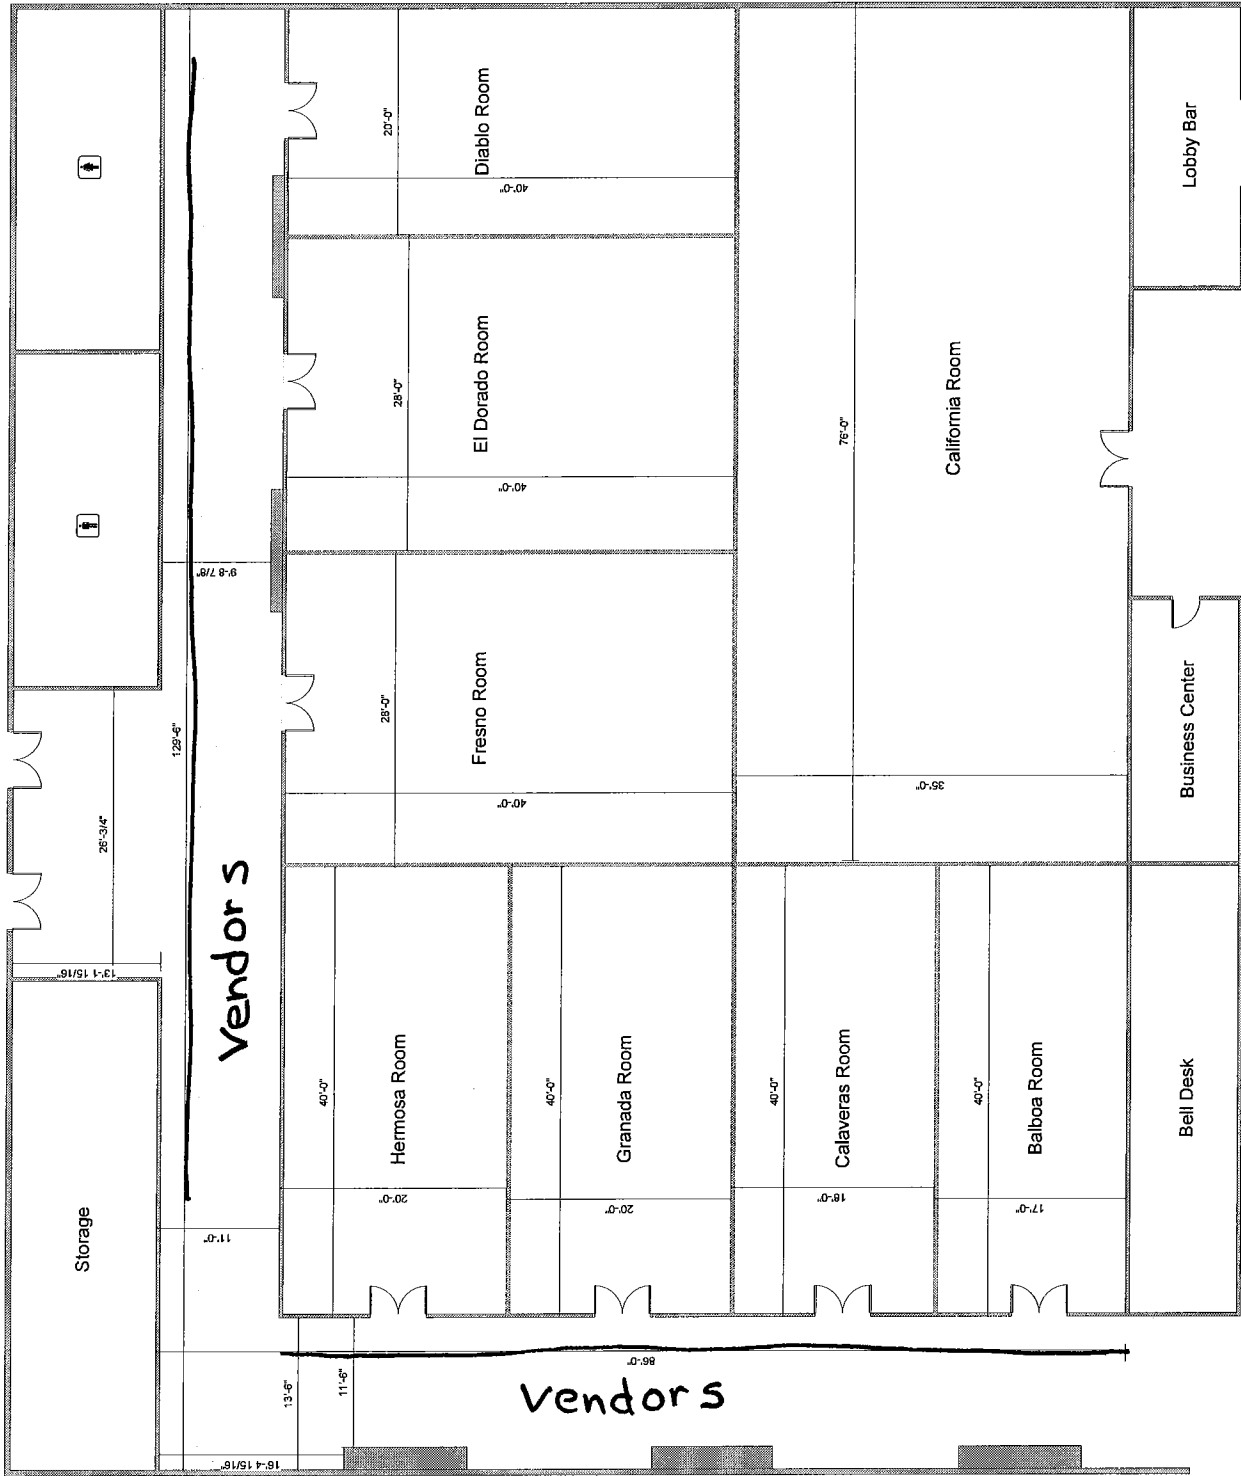 Diablo Room
20'-0"
40'-0"
El Dorado Room
28'-0"
40'-0"
Fresno Room
28'-0"
40'-0"
California Room
76'-0"
35'-0"
Lobby Bar
Business Center
Bell Desk
9'-8 7/8"
129'-6"
26'-3/4"
13'-1 15/16"
Vendors
Storage
11'-0"
Hermosa Room
40'-0"
20'-0"
Granada Room
40'-0"
20'-0"
Calaveras Room
40'-0"
18'-0"
Balboa Room
40'-0"
17'-0"
86'-0"
13'-6"
11'-6"
16'-4 15/16"
Vendors